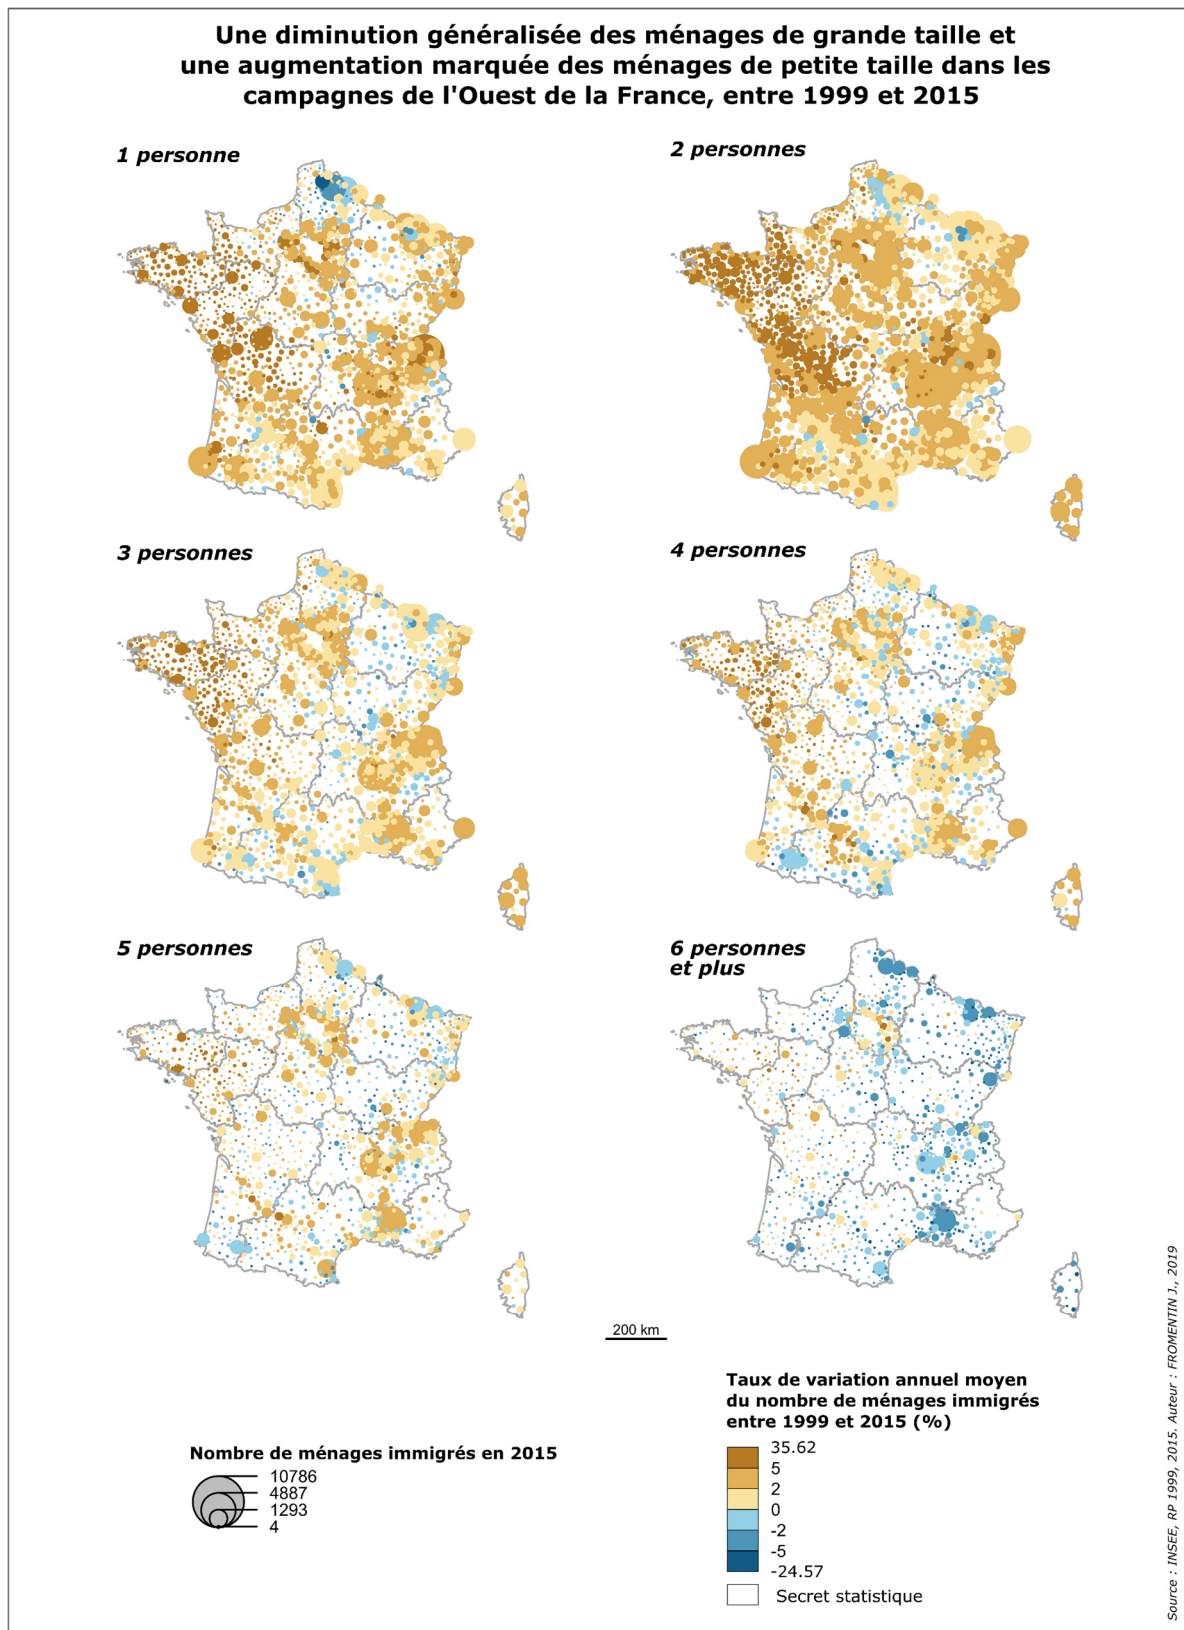 Une diminution généralisée des ménages de grande taille et
une augmentation marquée des ménages de petite taille dans les
campagnes de l'Ouest de la France, entre 1999 et 2015
1 personne
2 personnes
3 personnes
4 personnes
5 personnes
6 personnes
et plus
200 km
Nombre de ménages immigrés en 2015
10786
4887
1293
4
Taux de variation annuel moyen
du nombre de ménages immigrés
entre 1999 et 2015 (%)
35.62
5
2
0
-2
-5
-24.57
Secret statistique
Source : INSEE, RP 1999, 2015. Auteur : FROMENTIN J., 2019